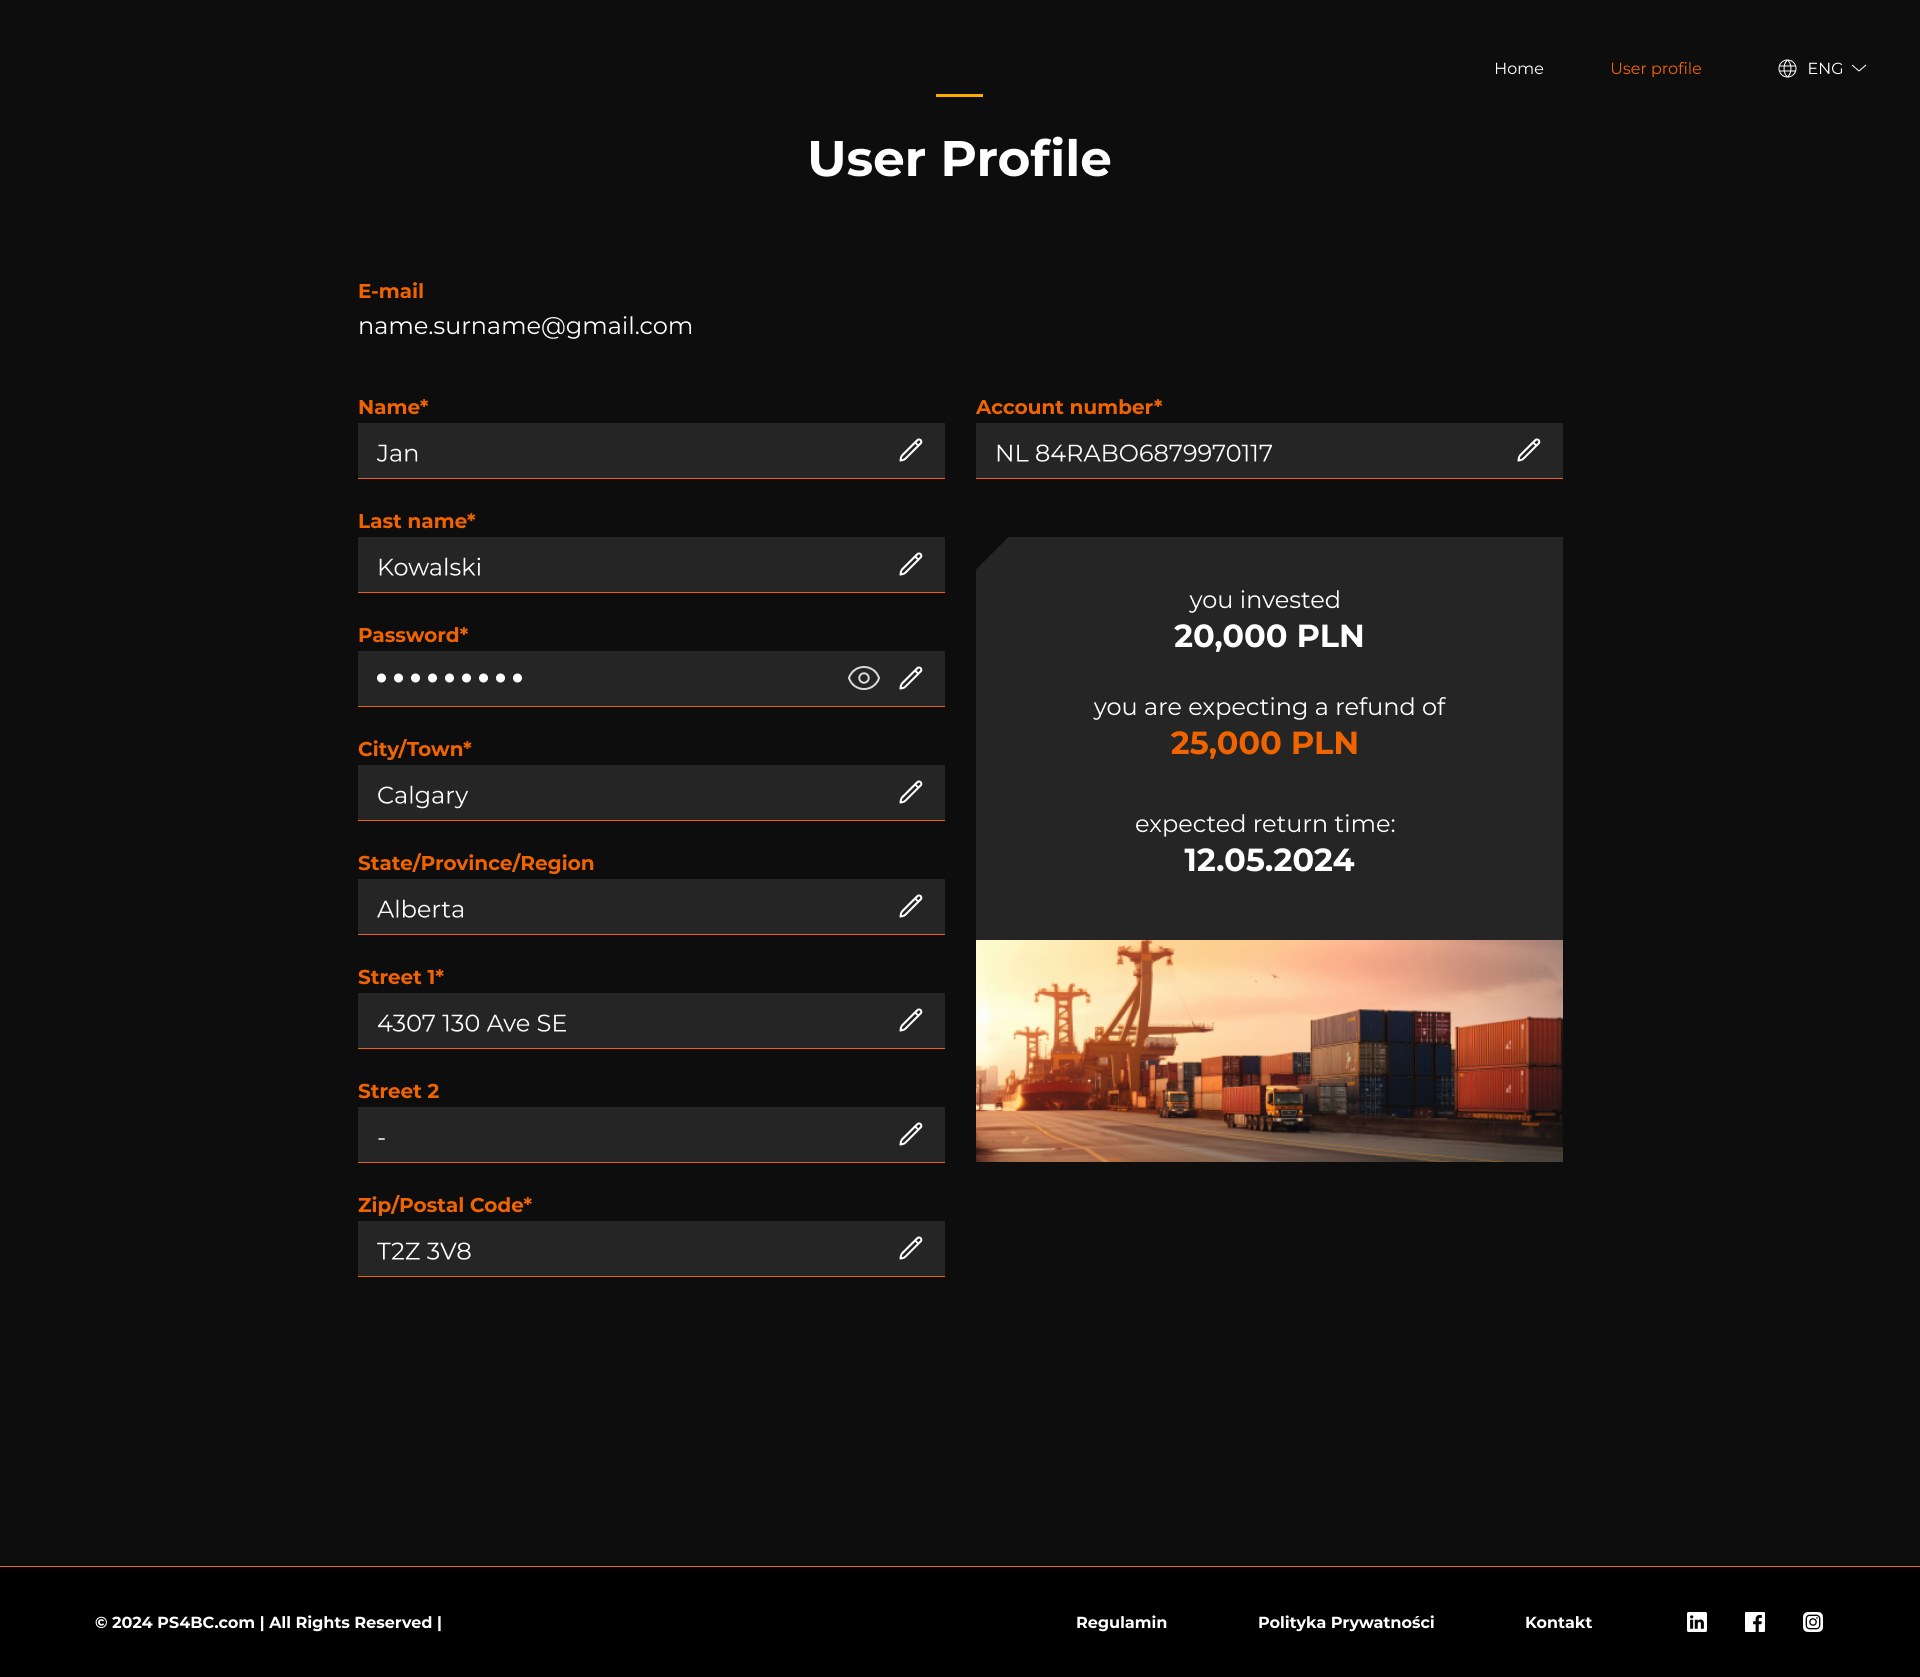 Home
User profile
ENG
User Profile
E-mail
name.surname@gmail.com
Name*
Jan
Account number*
NL 84RABO6879970117
Last name*
Kowalski
Password*
City/Town*
Calgary
State/Province/Region
Alberta
Street 1*
4307 130 Ave SE
Street 2
-
Zip/Postal Code*
T2Z 3V8
you invested
20,000 PLN
you are expecting a refund of
25,000 PLN
expected return time:
12.05.2024
© 2024 PS4BC.com | All Rights Reserved |
Regulamin
Polityka Prywatności
Kontakt